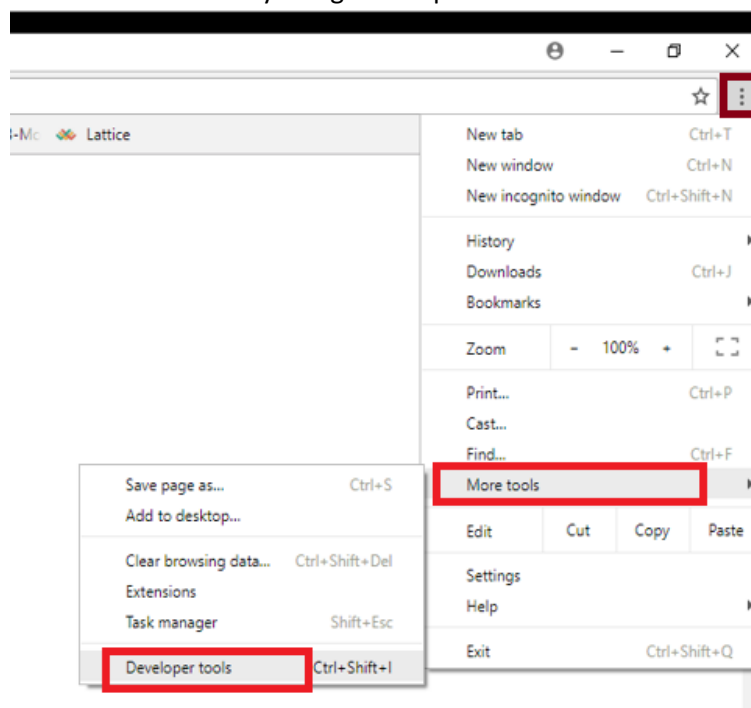 Lattice
New tab Ctrl+T
New window Ctrl+N
New incognito window Ctrl+Shift+N
History
Downloads Ctrl+J
Bookmarks
Zoom - 100% +
Print... Ctrl+P
Cast...
Find... Ctrl+F
More tools
Edit Cut Copy Paste
Settings
Help
Exit Ctrl+Shift+Q
Save page as... Ctrl+S
Add to desktop...
Clear browsing data... Ctrl+Shift+Del
Extensions
Task manager Shift+Esc
Developer tools Ctrl+Shift+I